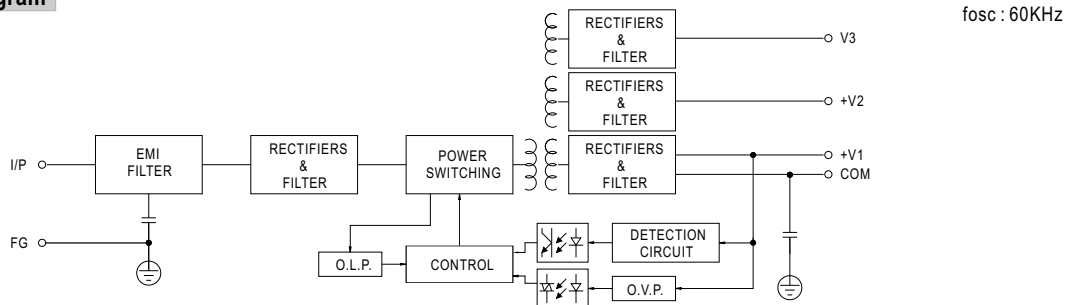 fosc : 60KHz
RECTIFIERS
&
FILTER
V3
RECTIFIERS
&
FILTER
+V2
I/P
EMI
FILTER
RECTIFIERS
&
FILTER
POWER
SWITCHING
RECTIFIERS
&
FILTER
+V1
COM
FG
O.L.P.
CONTROL
DETECTION
CIRCUIT
O.V.P.